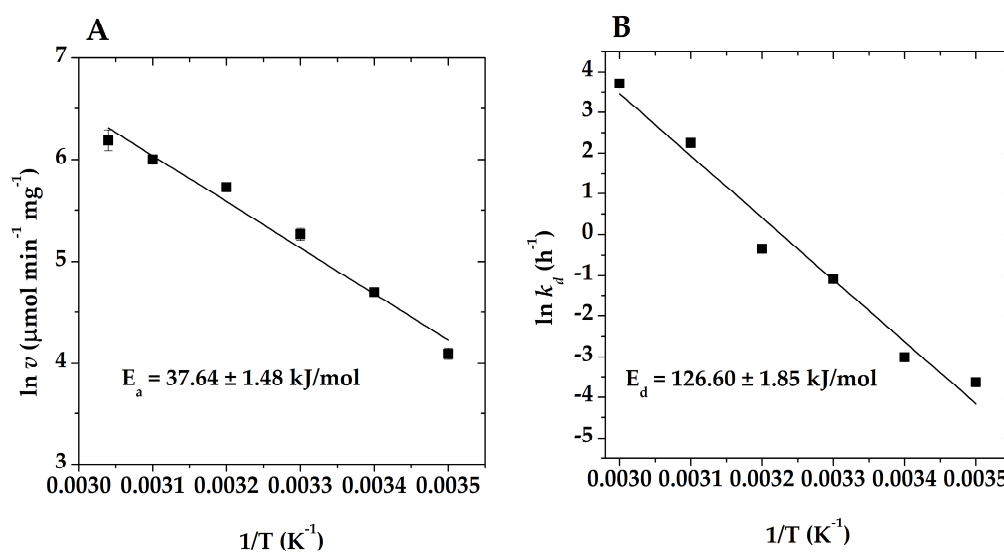 A
7
6
5
4
3
ln v (μmol min⁻¹ mg⁻¹)
Eₐ = 37.64 ± 1.48 kJ/mol
0.0030 0.0031 0.0032 0.0033 0.0034 0.0035
1/T (K⁻¹)
B
4
3
2
1
0
-1
-2
-3
-4
-5
ln k_d (h⁻¹)
E_d = 126.60 ± 1.85 kJ/mol
0.0030 0.0031 0.0032 0.0033 0.0034 0.0035
1/T (K⁻¹)